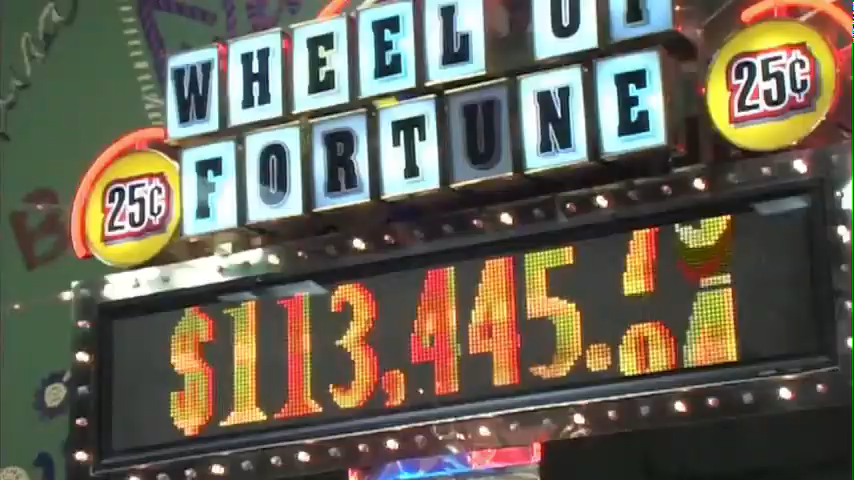 WHEEL OF
FORTUNE
25¢
25¢
$113,445.